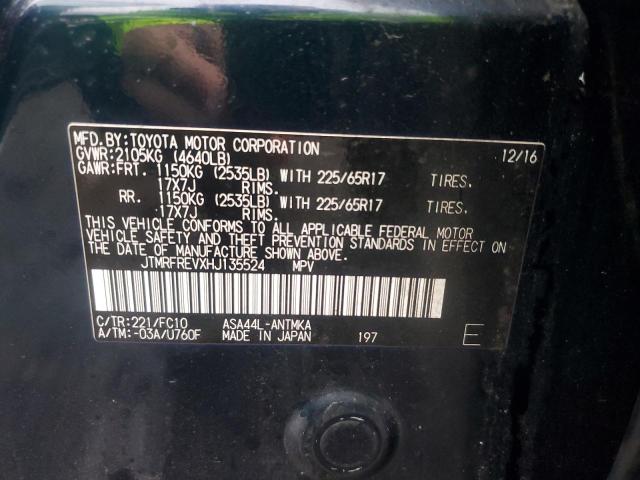 MFD.BY:TOYOTA MOTOR CORPORATION 12/16
GVWR:2105KG (4640LB)
GAWR:FRT. 1150KG (2535LB) WITH 225/65R17 TIRES.
17X7J RIMS.
RR. 1150KG (2535LB) WITH 225/65R17 TIRES.
17X7J RIMS.
THIS VEHICLE CONFORMS TO ALL APPLICABLE FEDERAL MOTOR
VEHICLE SAFETY AND THEFT PREVENTION STANDARDS IN EFFECT ON
THE DATE OF MANUFACTURE SHOWN ABOVE.
JTMRFREVXHJ135524 MPV
C/TR:221/FC10 ASA44L-ANTMKA
A/TM:-03A/U760F MADE IN JAPAN 197 E